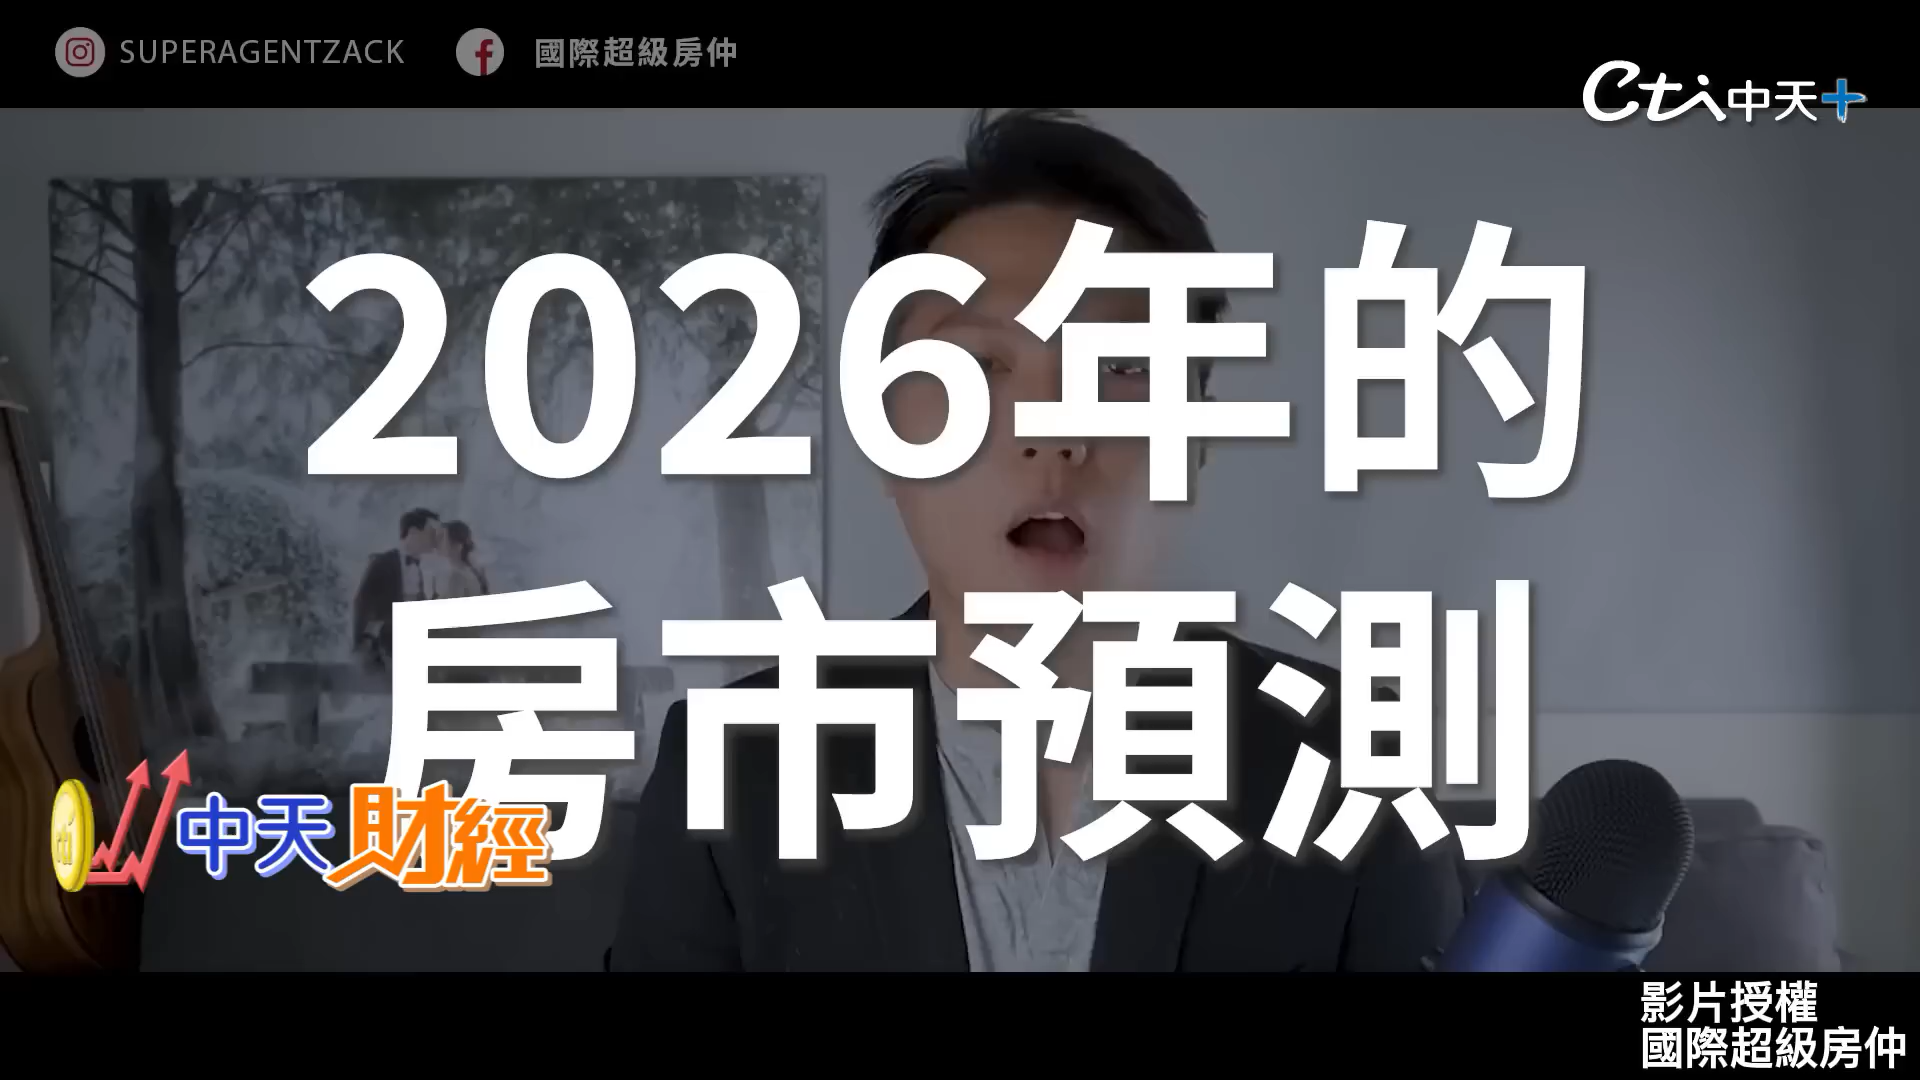 SUPERAGENTZACK
國際超級房仲
Cti中天+
2026年的
房市預測
中天財經
影片授權
國際超級房仲